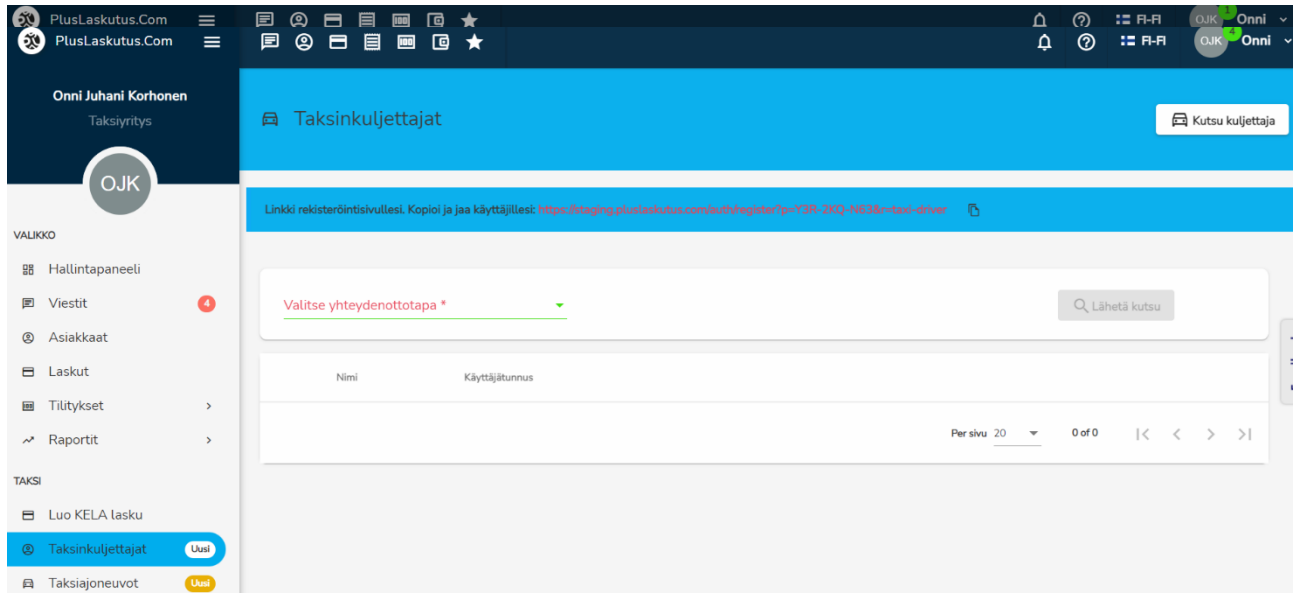 PlusLaskutus.Com
FI-FI
OJK
1
Onni
PlusLaskutus.Com
FI-FI
OJK
4
Onni
Onni Juhani Korhonen
Taksiyritys
OJK
Taksinkuljettajat
Kutsu kuljettaja
Linkki rekisteröintisivullesi. Kopioi ja jaa käyttäjillesi: https://staging.pluslaskutus.com/auth/register?p=Y3R-2KQ-N63&r=taxi-driver
VALIKKO
Hallintapaneeli
Viestit
4
Asiakkaat
Laskut
Tilitykset
Raportit
TAKSI
Luo KELA lasku
Taksinkuljettajat
Uusi
Taksiajoneuvot
Uusi
Valitse yhteydenottotapa *
Lähetä kutsu
Nimi
Käyttäjätunnus
Per sivu 20
0 of 0